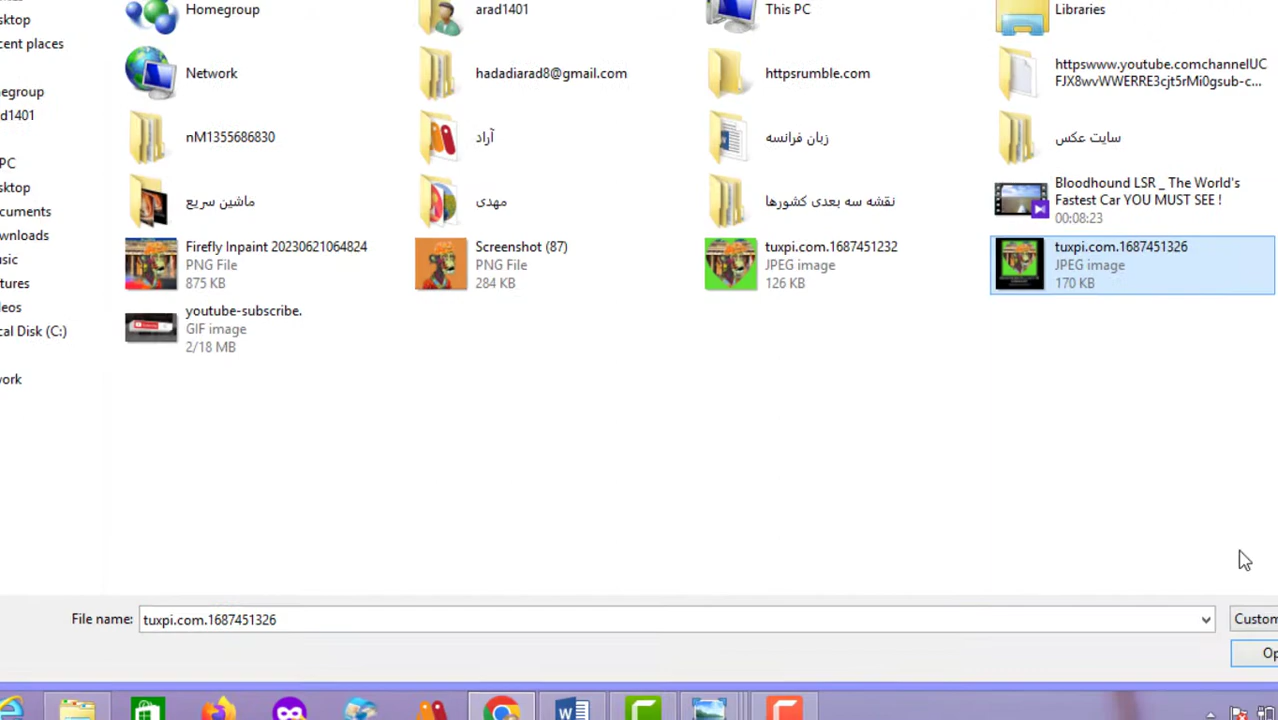 Homegroup
arad1401
This PC
Libraries
sktop
cent places
Network
hadadiarad8@gmail.com
httpsrumble.com
httpswww.youtube.comchannelUC
FJX8wvWWERRE3cjt5rMi0gsub-c...
egroup
d1401
nM1355686830
آراد
زبان فرانسه
سایت عکس
PC
sktop
cuments
wnloads
sic
tures
eos
cal Disk (C:)
work
ماشین سریع
مهدی
نقشه سه بعدی کشورها
Bloodhound LSR _ The World's
Fastest Car YOU MUST SEE !
00:08:23
Firefly Inpaint 20230621064824
PNG File
875 KB
Screenshot (87)
PNG File
284 KB
tuxpi.com.1687451232
JPEG image
126 KB
tuxpi.com.1687451326
JPEG image
170 KB
youtube-subscribe.
GIF image
2/18 MB
File name:
tuxpi.com.1687451326
Custom
Op